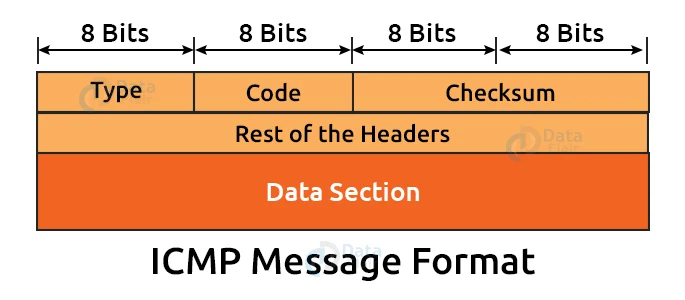 8 Bits 8 Bits 8 Bits 8 Bits
Type Code Checksum
Rest of the Headers
Data Section
ICMP Message Format